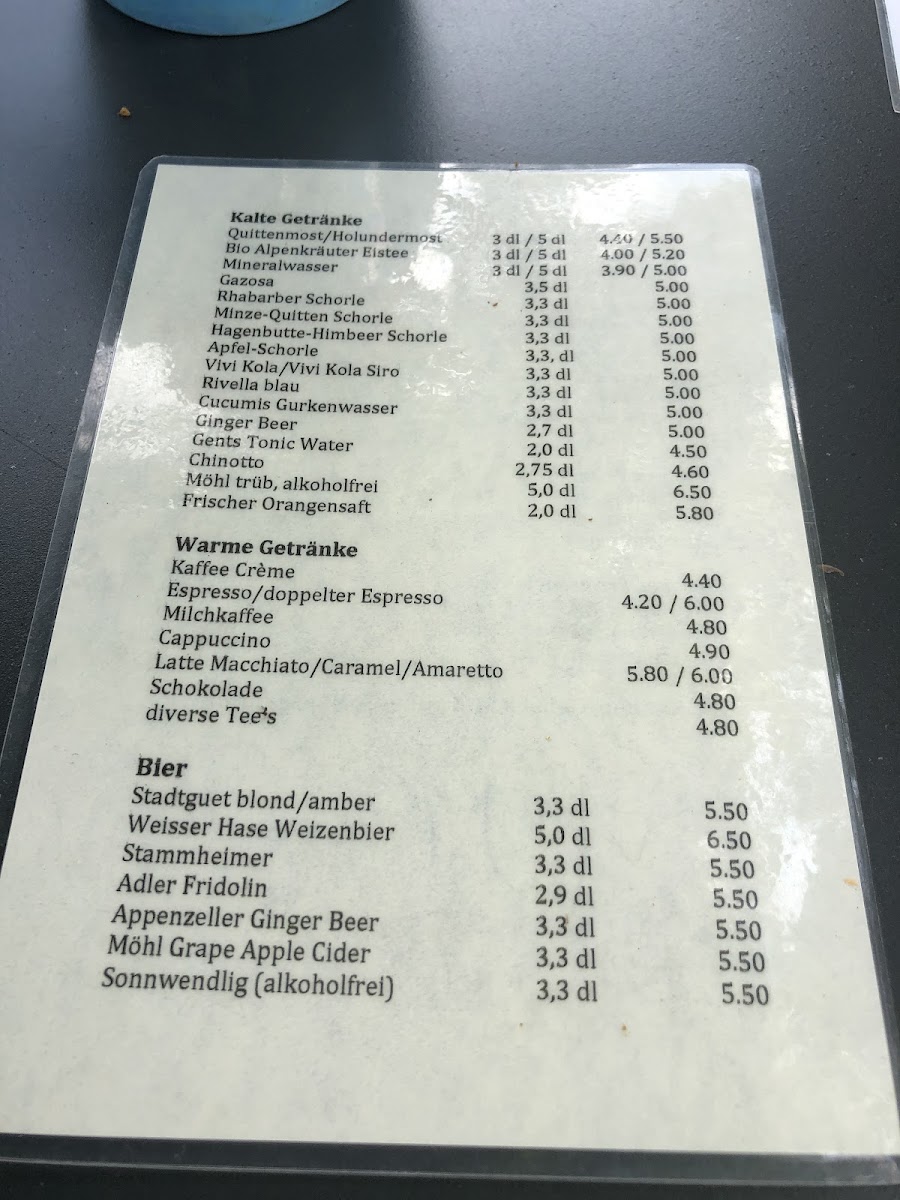 Kalte Getränke
Quittenmost/Holundermost 3 dl / 5 dl 4.40 / 5.50
Bio Alpenkräuter Eistee 3 dl / 5 dl 4.00 / 5.20
Mineralwasser 3 dl / 5 dl 3.90 / 5.00
Gazosa 3,5 dl 5.00
Rhabarber Schorle 3,3 dl 5.00
Minze-Quitten Schorle 3,3 dl 5.00
Hagenbutte-Himbeer Schorle 3,3 dl 5.00
Apfel-Schorle 3,3, dl 5.00
Vivi Kola/Vivi Kola Siro 3,3 dl 5.00
Rivella blau 3,3 dl 5.00
Cucumis Gurkenwasser 3,3 dl 5.00
Ginger Beer 2,7 dl 5.00
Gents Tonic Water 2,0 dl 4.50
Chinotto 2,75 dl 4.60
Möhl trüb, alkoholfrei 5,0 dl 6.50
Frischer Orangensaft 2,0 dl 5.80
Warme Getränke
Kaffee Crème 4.40
Espresso/doppelter Espresso 4.20 / 6.00
Milchkaffee 4.80
Cappuccino 4.90
Latte Macchiato/Caramel/Amaretto 5.80 / 6.00
Schokolade 4.80
diverse Tee's 4.80
Bier
Stadtguet blond/amber 3,3 dl 5.50
Weisser Hase Weizenbier 5,0 dl 6.50
Stammheimer 3,3 dl 5.50
Adler Fridolin 2,9 dl 5.50
Appenzeller Ginger Beer 3,3 dl 5.50
Möhl Grape Apple Cider 3,3 dl 5.50
Sonnwendlig (alkoholfrei) 3,3 dl 5.50